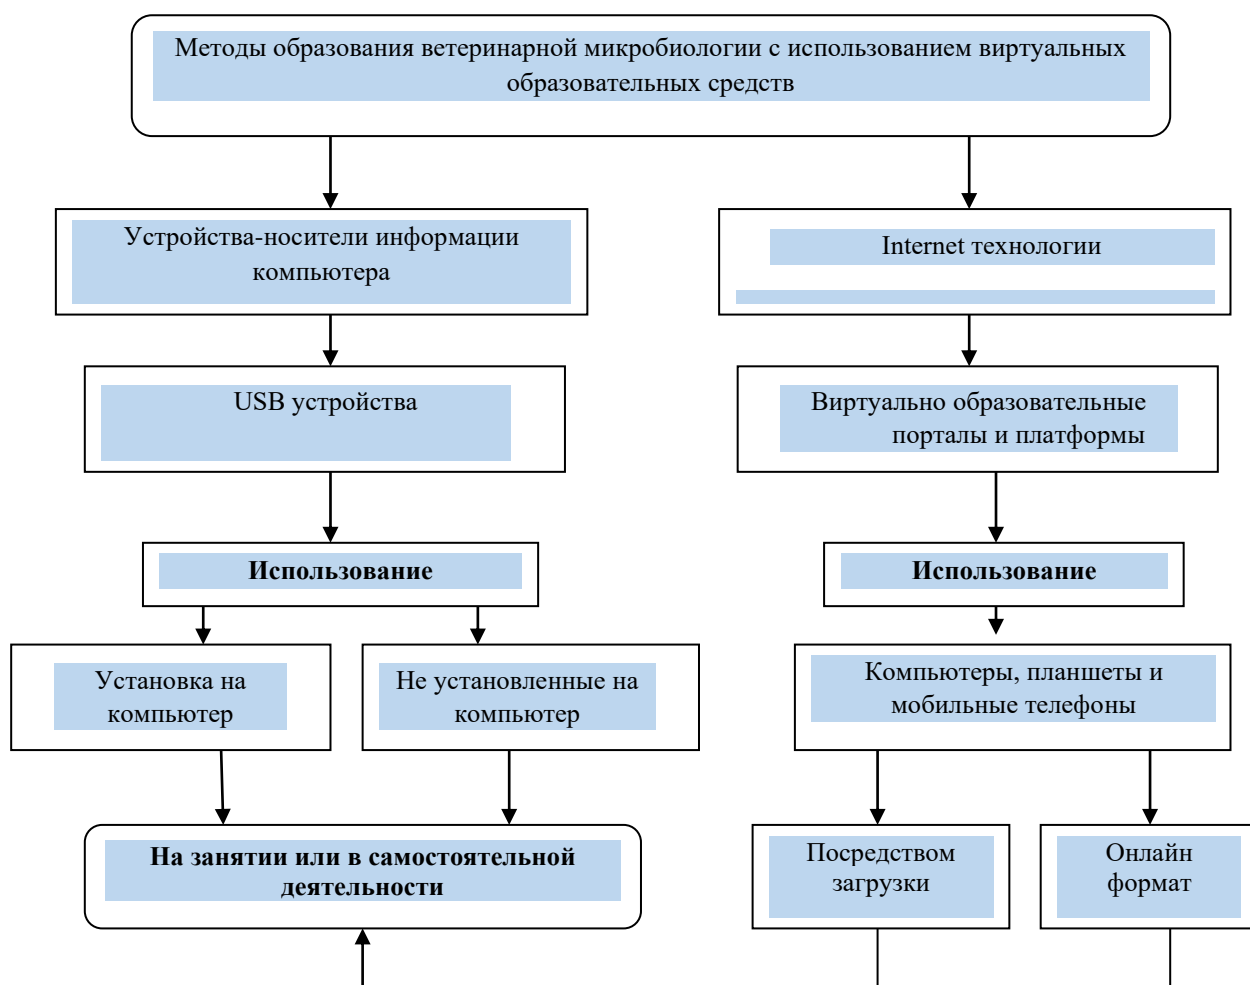 Методы образования ветеринарной микробиологии с использованием виртуальных
образовательных средств
Устройства-носители информации
компьютера
Internet технологии
USB устройства
Виртуально образовательные
порталы и платформы
Использование
Использование
Установка на
компьютер
Не установленные на
компьютер
Компьютеры, планшеты и
мобильные телефоны
На занятии или в самостоятельной
деятельности
Посредством
загрузки
Онлайн
формат